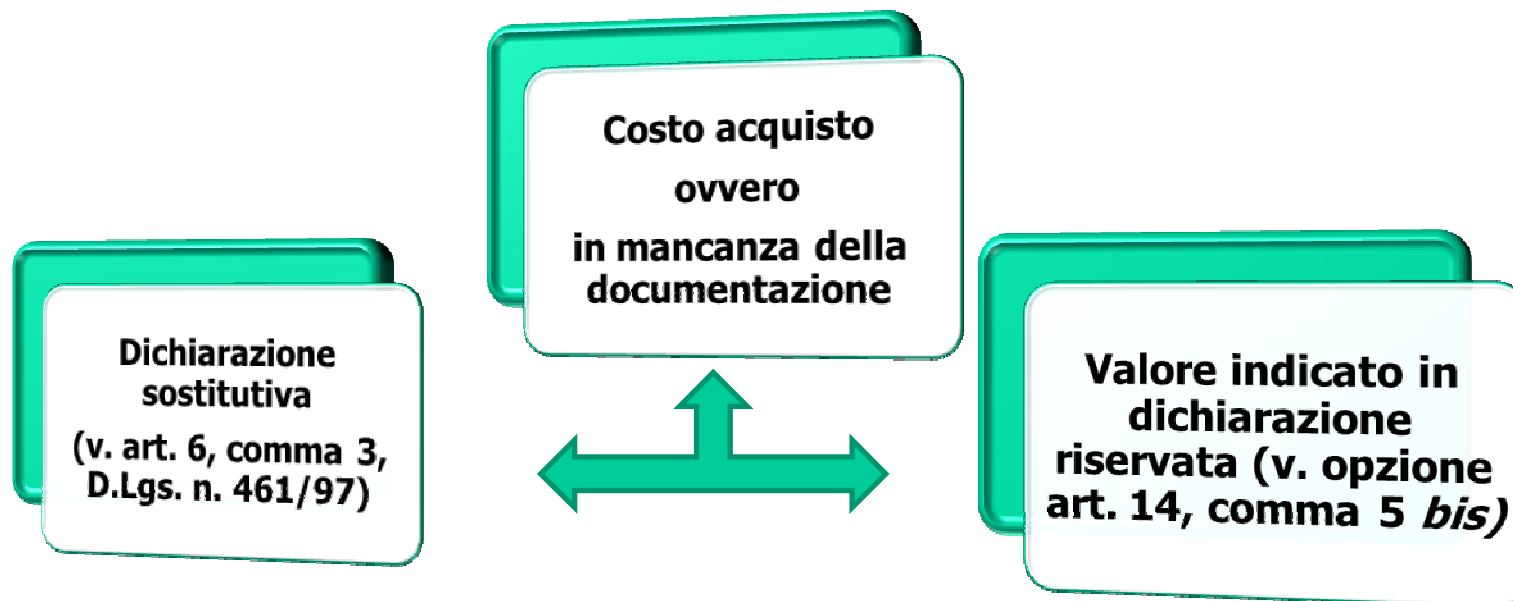 Costo acquisto
ovvero
in mancanza della
documentazione
Dichiarazione
sostitutiva
(v. art. 6, comma 3,
D.Lgs. n. 461/97)
Valore indicato in
dichiarazione
riservata (v. opzione
art. 14, comma 5 bis)